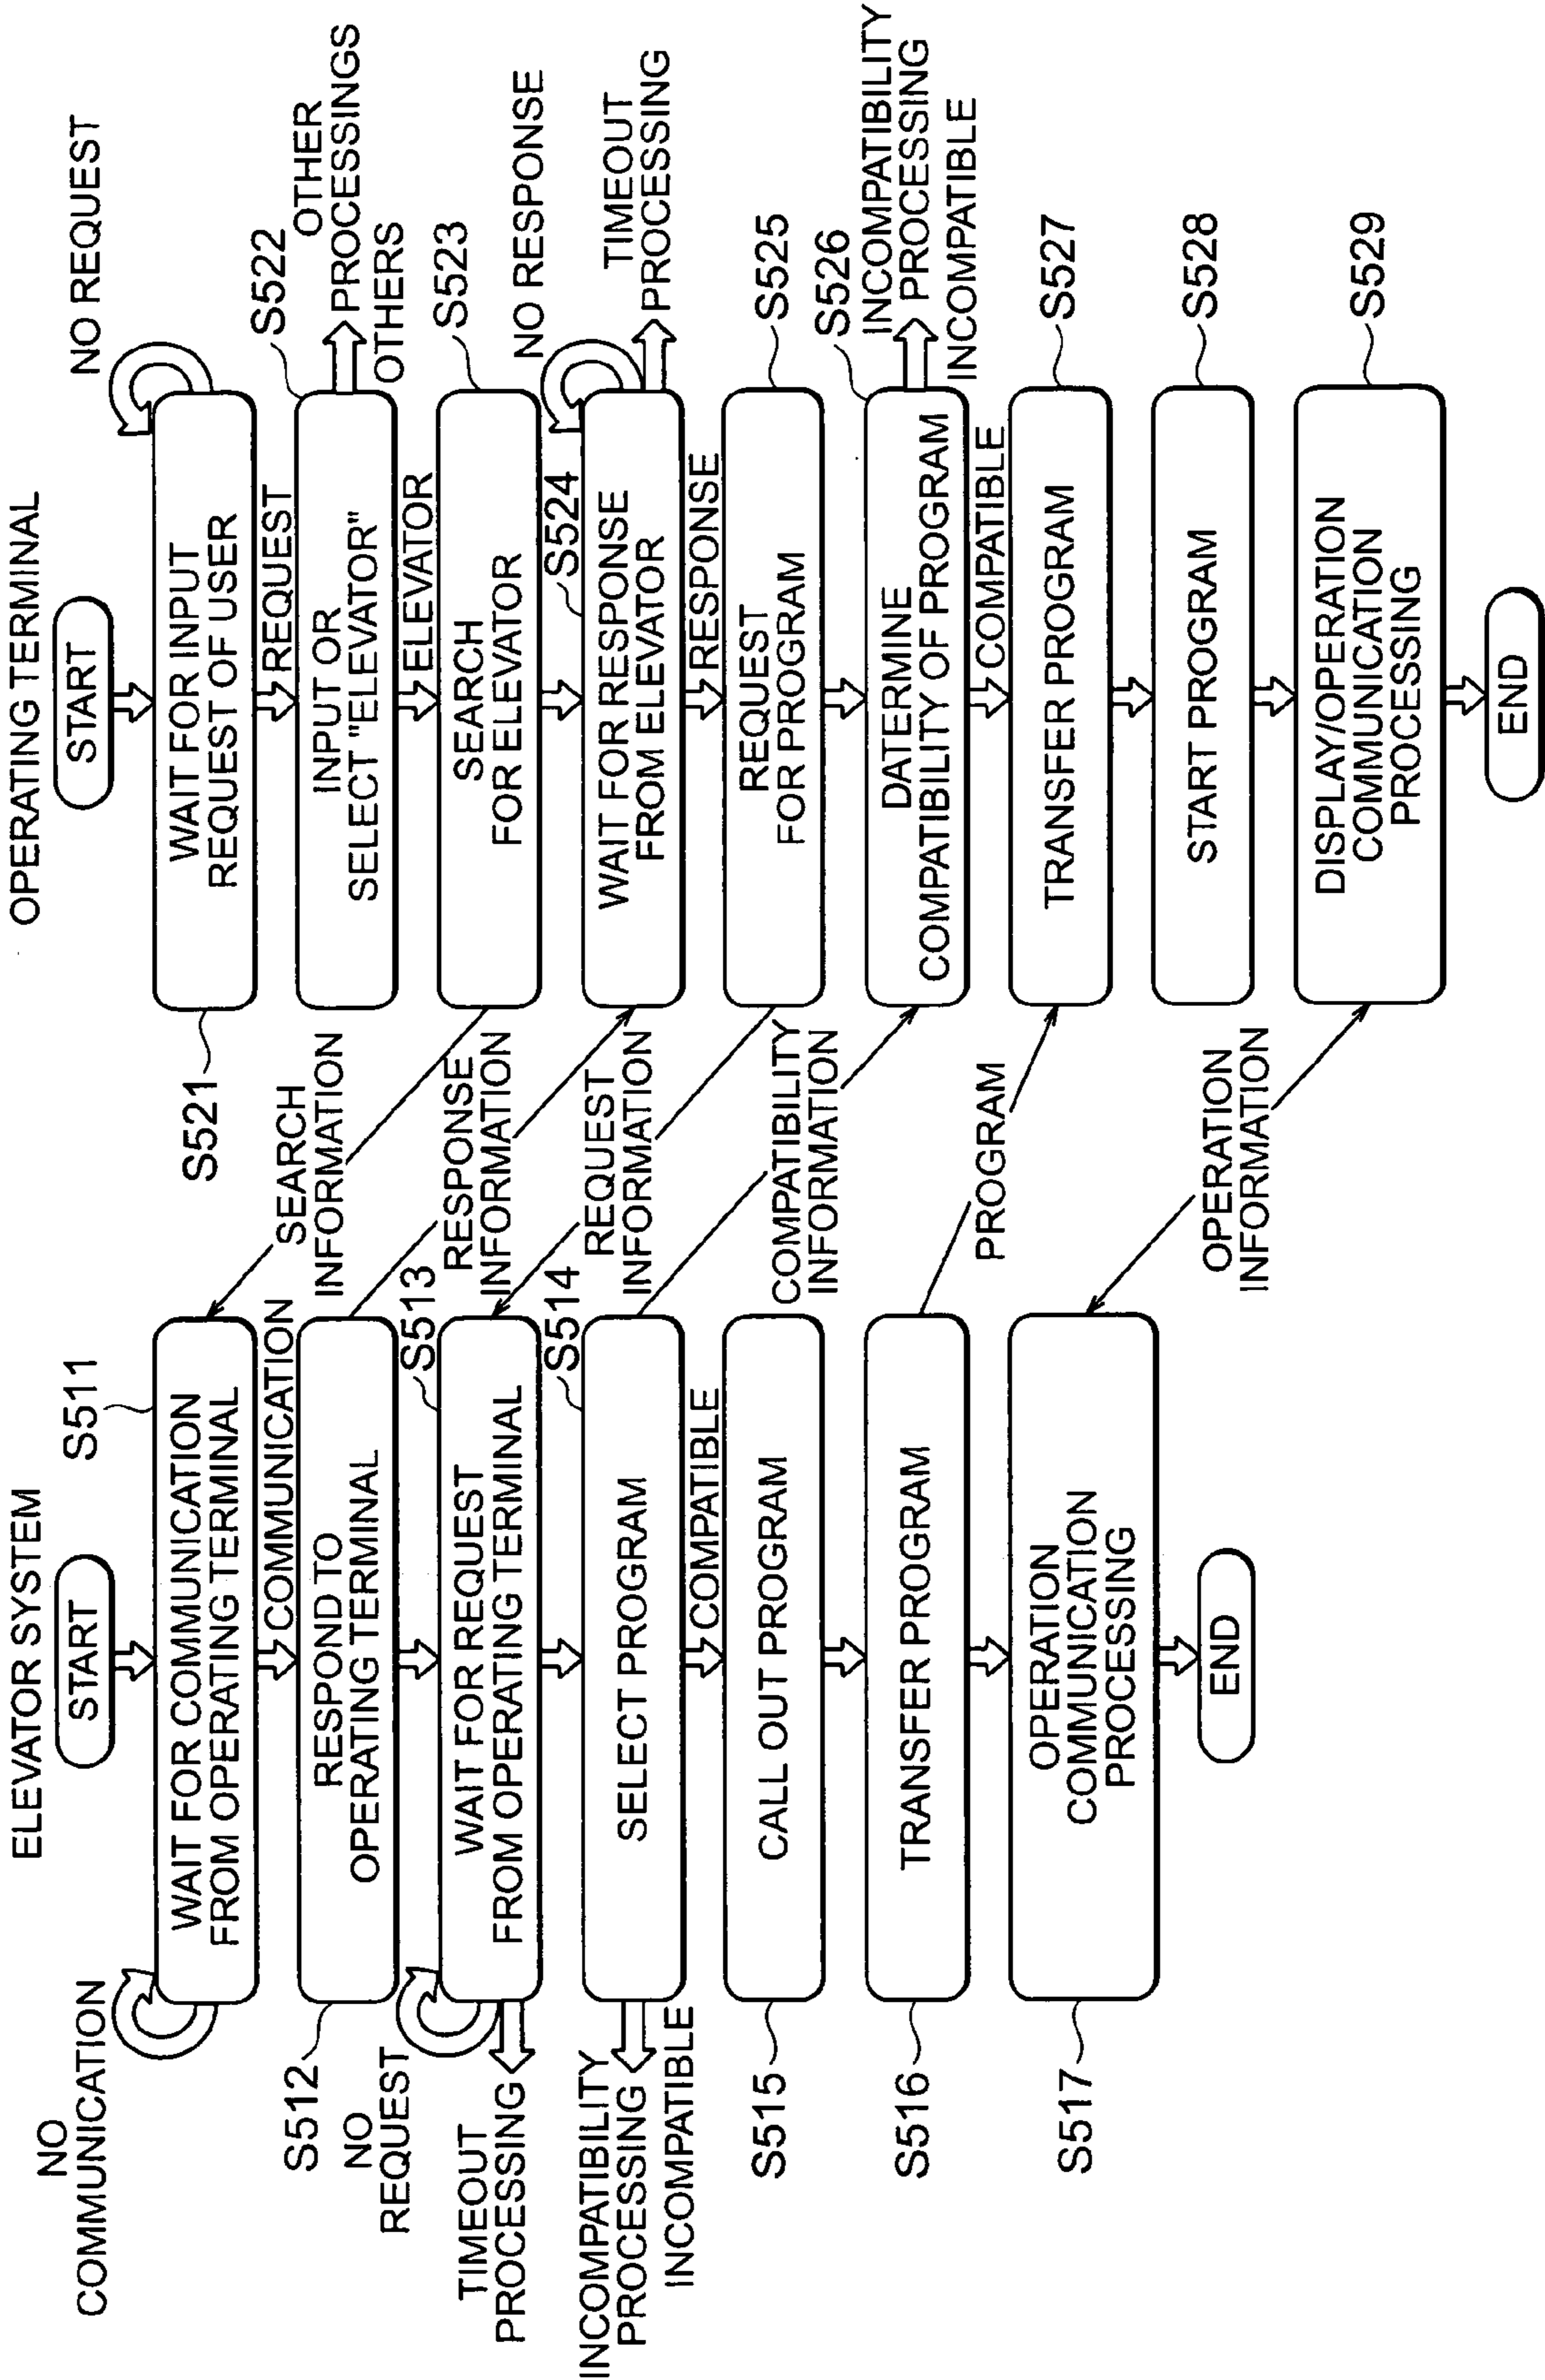 ELEVATOR SYSTEM
START
S511
NO
COMMUNICATION
WAIT FOR COMMUNICATION
FROM OPERATING TERMINAL
COMMUNICATION
S512
RESPOND TO
OPERATING TERMINAL
S513
NO
REQUEST
WAIT FOR REQUEST
FROM OPERATING TERMINAL
TIMEOUT
PROCESSING
S514
SELECT PROGRAM
INCOMPATIBILITY
PROCESSING
INCOMPATIBLE
COMPATIBLE
S515
CALL OUT PROGRAM
S516
TRANSFER PROGRAM
S517
OPERATION
COMMUNICATION
PROCESSING
END
SEARCH
INFORMATION
RESPONSE
INFORMATION
REQUEST
INFORMATION
COMPATIBILITY
INFORMATION
PROGRAM
OPERATION
INFORMATION
OPERATING TERMINAL
START
NO REQUEST
S521
WAIT FOR INPUT
REQUEST OF USER
REQUEST
S522
INPUT OR
SELECT "ELEVATOR"
OTHER
PROCESSINGS
OTHERS
ELEVATOR
S523
SEARCH
FOR ELEVATOR
NO RESPONSE
S524
WAIT FOR RESPONSE
FROM ELEVATOR
TIMEOUT
PROCESSING
RESPONSE
S525
REQUEST
FOR PROGRAM
S526
DATERMINE
COMPATIBILITY OF PROGRAM
INCOMPATIBILITY
PROCESSING
INCOMPATIBLE
COMPATIBLE
S527
TRANSFER PROGRAM
S528
START PROGRAM
S529
DISPLAY/OPERATION
COMMUNICATION
PROCESSING
END